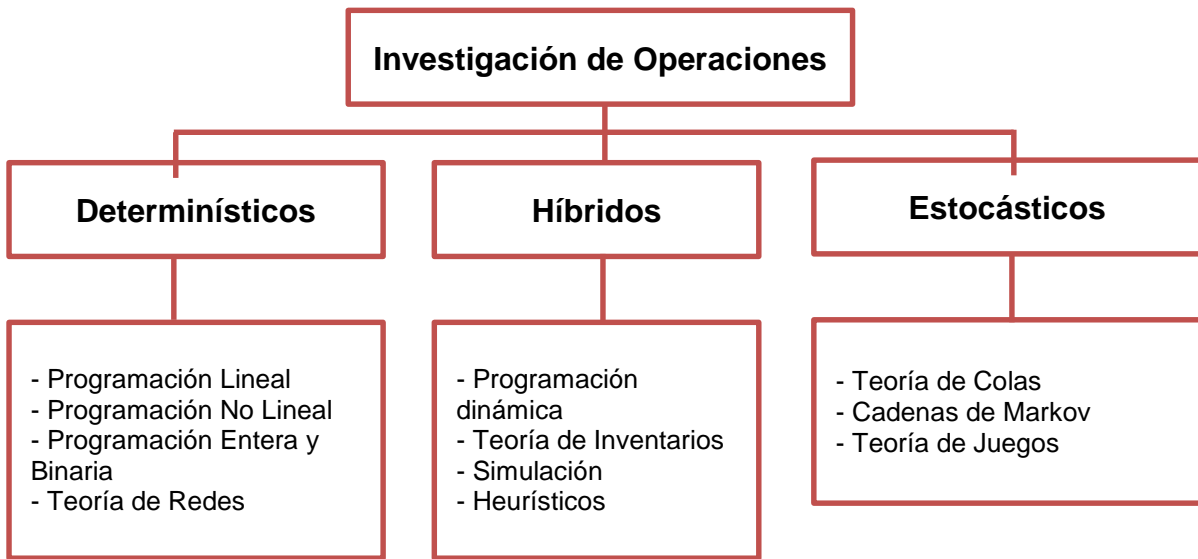 Investigación de Operaciones
Determinísticos
Híbridos
Estocásticos
- Programación Lineal
- Programación No Lineal
- Programación Entera y
Binaria
- Teoría de Redes
- Programación
dinámica
- Teoría de Inventarios
- Simulación
- Heurísticos
- Teoría de Colas
- Cadenas de Markov
- Teoría de Juegos